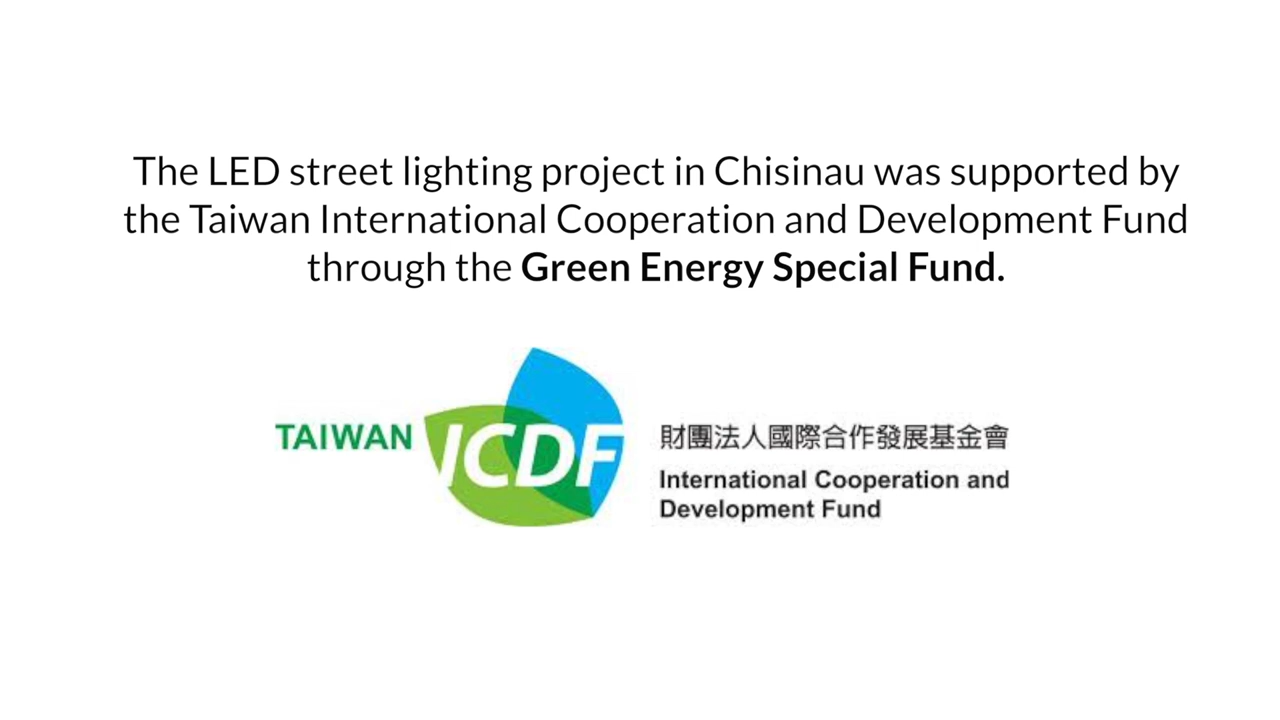 The LED street lighting project in Chisinau was supported by
the Taiwan International Cooperation and Development Fund
through the Green Energy Special Fund.
TAIWAN ICDF
財團法人國際合作發展基金會
International Cooperation and
Development Fund